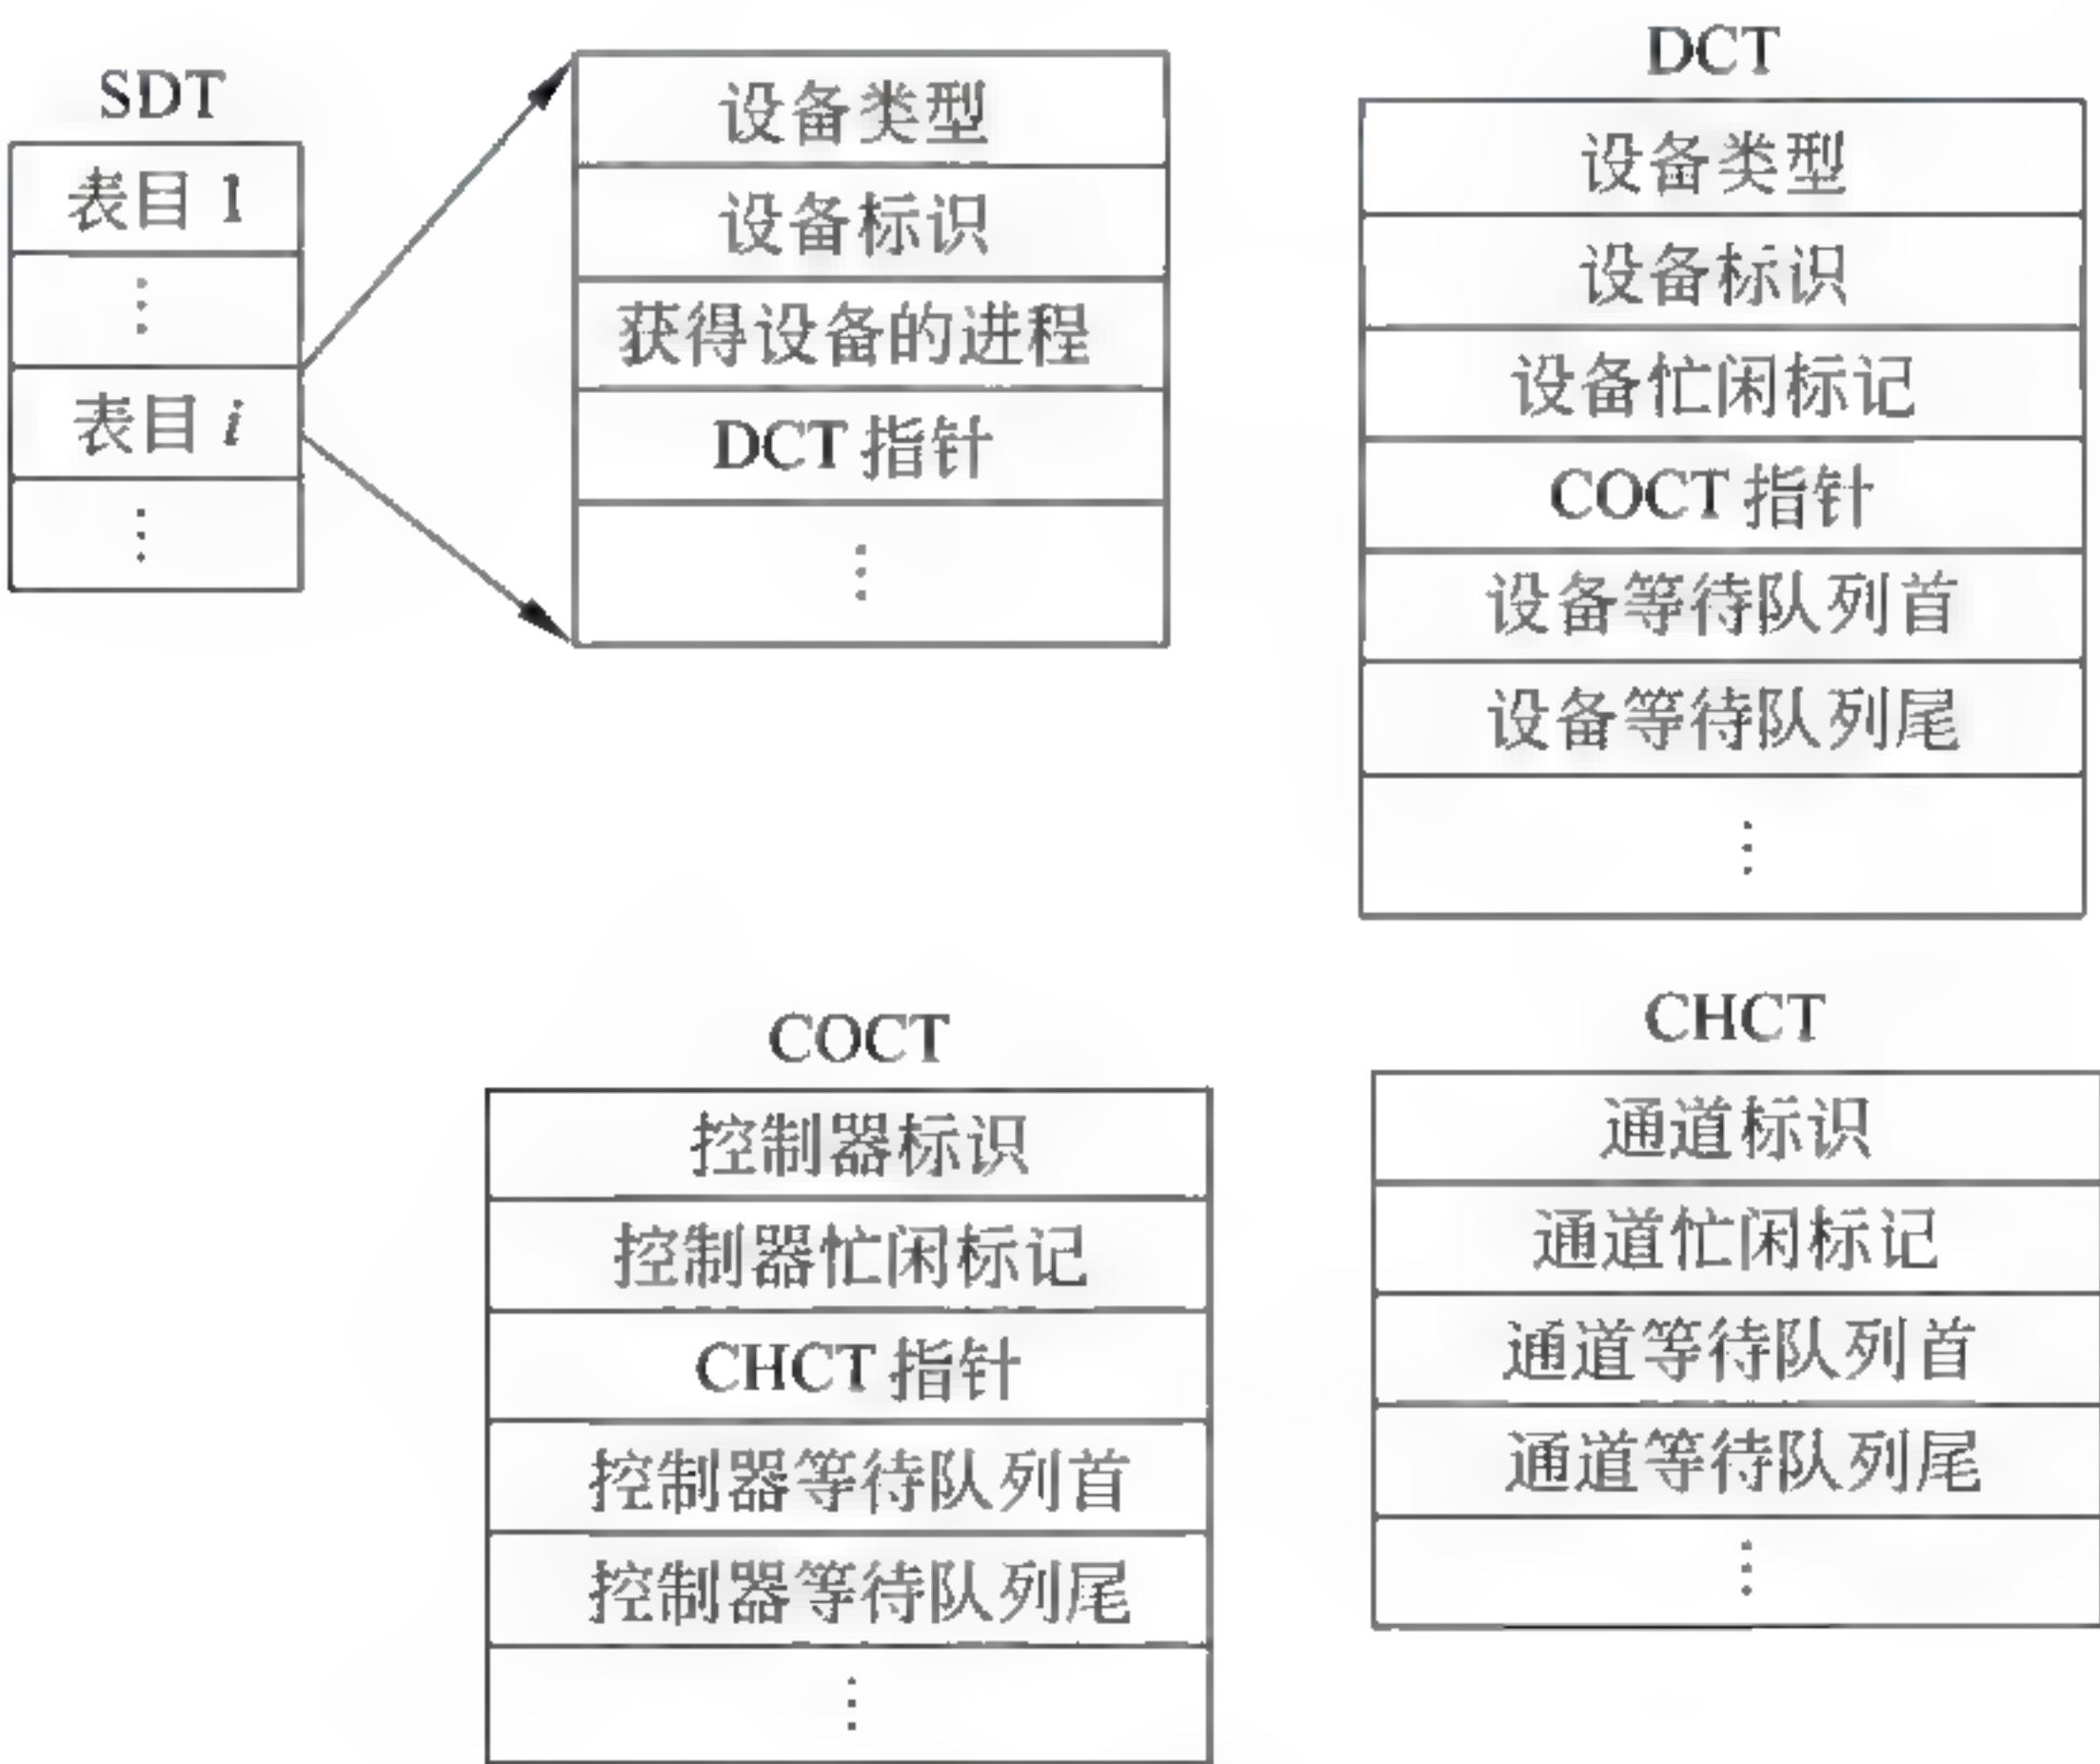 SDT
表目 1
⋮
表目 i
⋮
设备类型
设备标识
获得设备的进程
DCT 指针
⋮
DCT
设备类型
设备标识
设备忙闲标记
COCT 指针
设备等待队列首
设备等待队列尾
⋮
COCT
控制器标识
控制器忙闲标记
CHCT 指针
控制器等待队列首
控制器等待队列尾
⋮
CHCT
通道标识
通道忙闲标记
通道等待队列首
通道等待队列尾
⋮